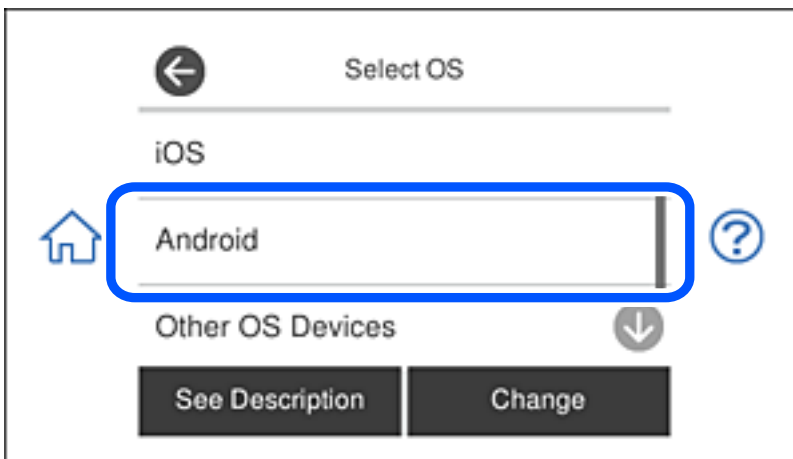 Select OS
iOS
Android
?
Other OS Devices
See Description
Change